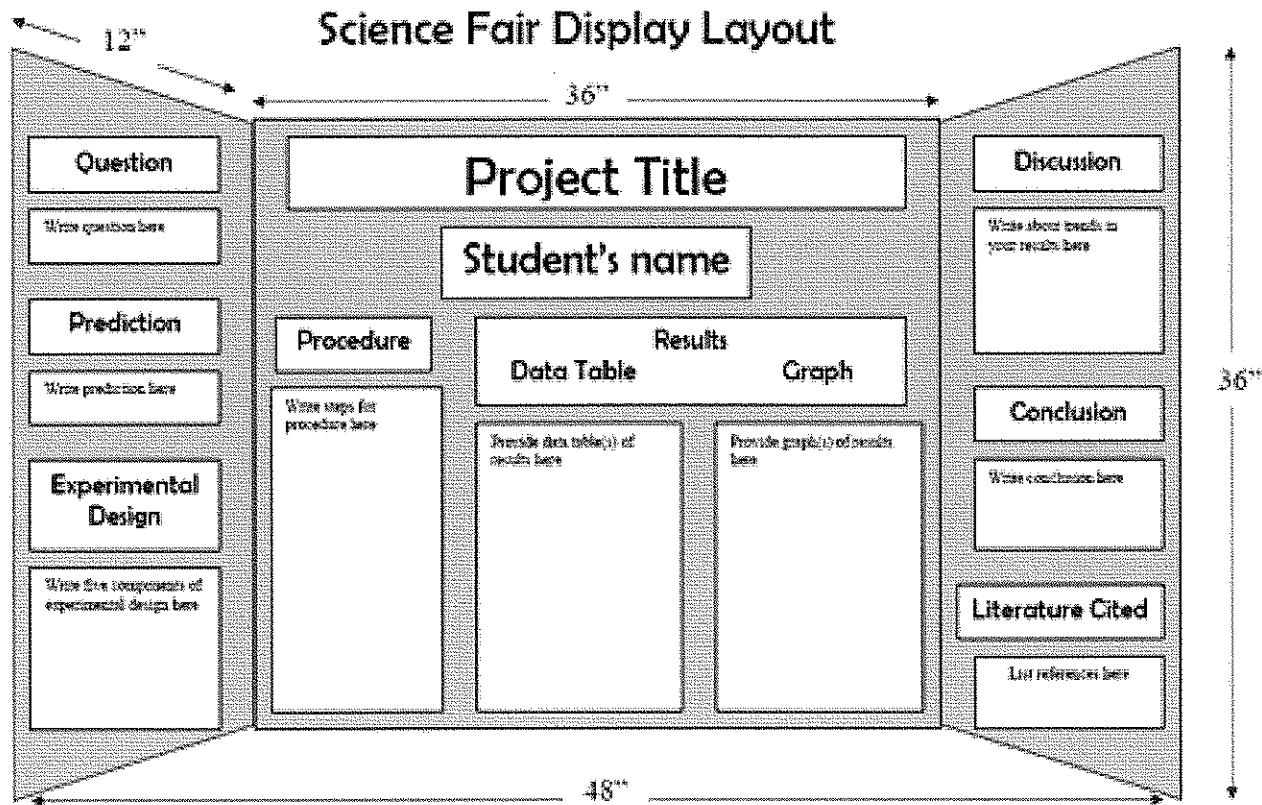 Science Fair Display Layout
12"
36"
Question
Write question here
Prediction
Write prediction here
Experimental
Design
Write five components of
experimental design here
Project Title
Student's name
Procedure
Write steps for
procedure here
Results
Data Table Graph
Provide data table(s) of
results here
Provide graph(s) of results
here
Discussion
Write about trends in
your results here
Conclusion
Write conclusion here
Literature Cited
List references here
36"
48"